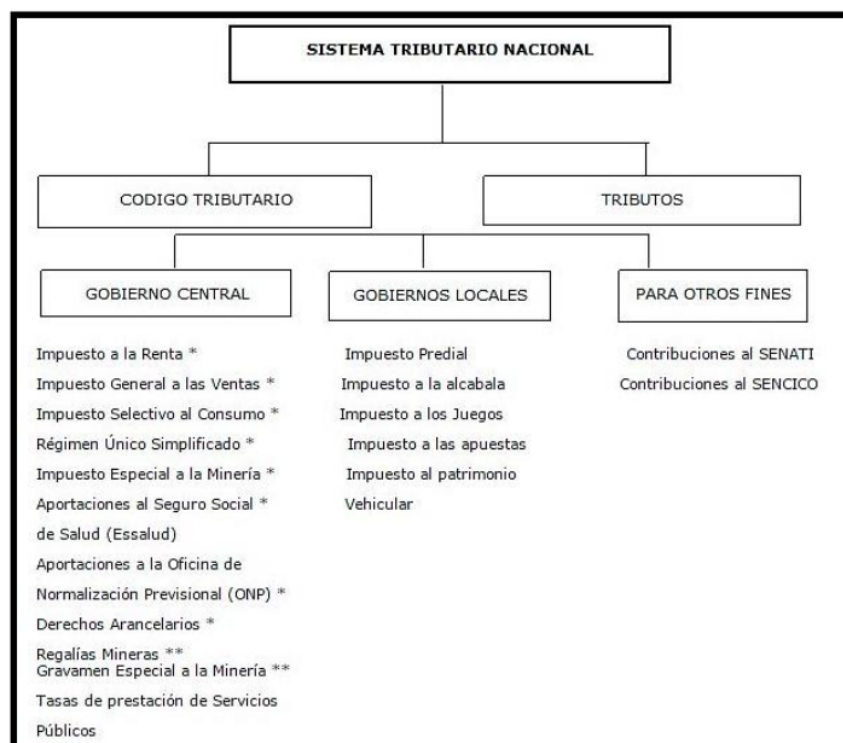 SISTEMA TRIBUTARIO NACIONAL
CODIGO TRIBUTARIO
TRIBUTOS
GOBIERNO CENTRAL
GOBIERNOS LOCALES
PARA OTROS FINES
Impuesto a la Renta *
Impuesto General a las Ventas *
Impuesto Selectivo al Consumo *
Régimen Único Simplificado *
Impuesto Especial a la Minería *
Aportaciones al Seguro Social *
de Salud (Essalud)
Aportaciones a la Oficina de
Normalización Previsional (ONP) *
Derechos Arancelarios *
Regalías Mineras **
Gravamen Especial a la Minería **
Tasas de prestación de Servicios
Públicos
Impuesto Predial
Impuesto a la alcabala
Impuesto a los Juegos
Impuesto a las apuestas
Impuesto al patrimonio
Vehicular
Contribuciones al SENATI
Contribuciones al SENCICO